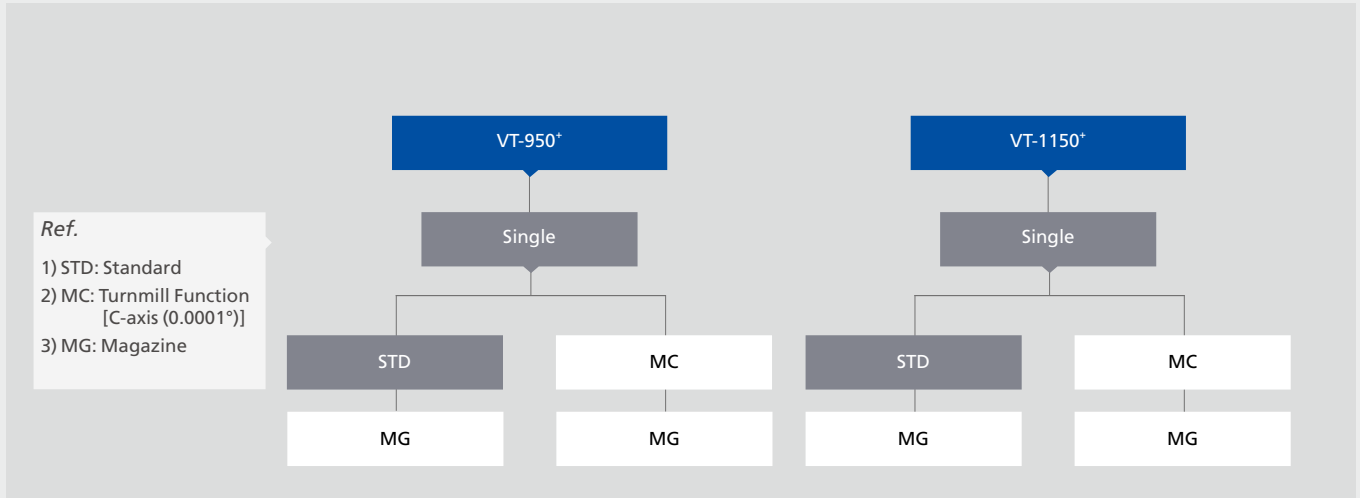 VT-950⁺
VT-1150⁺
Single
Single
Ref.
1) STD: Standard
2) MC: Turnmill Function
[C-axis (0.0001°)]
3) MG: Magazine
STD
MC
STD
MC
MG
MG
MG
MG